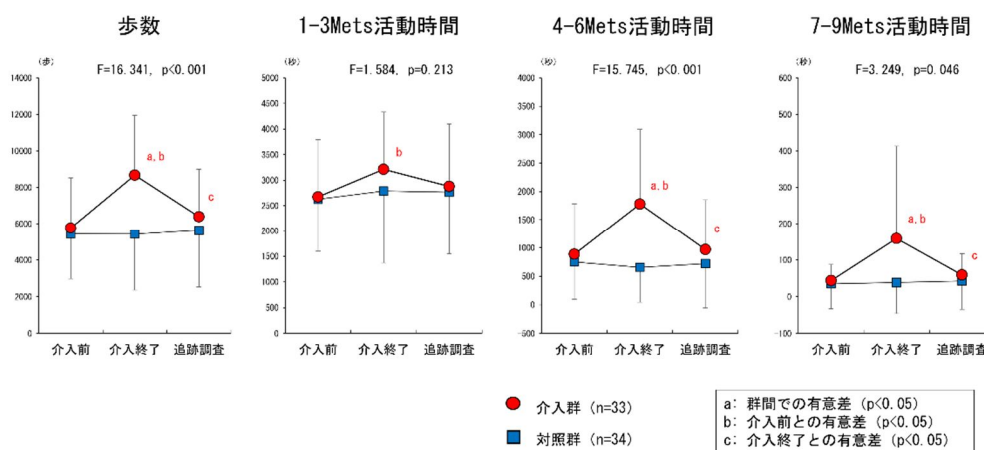 歩数
(歩)
F=16.341, p<0.001
14000
12000
10000
8000
6000
4000
2000
0
a,b
c
介入前 介入終了 追跡調査
1-3Mets活動時間
(秒)
F=1.584, p=0.213
5000
4500
4000
3500
3000
2500
2000
1500
1000
500
0
b
介入前 介入終了 追跡調査
4-6Mets活動時間
(秒)
F=15.745, p<0.001
4000
3500
3000
2500
2000
1500
1000
500
0
-500
a,b
c
介入前 介入終了 追跡調査
7-9Mets活動時間
(秒)
F=3.249, p=0.046
600
500
400
300
200
100
0
-100
a,b
c
介入前 介入終了 追跡調査
介入群 (n=33)
対照群 (n=34)
a: 群間での有意差 (p<0.05)
b: 介入前との有意差 (p<0.05)
c: 介入終了との有意差 (p<0.05)